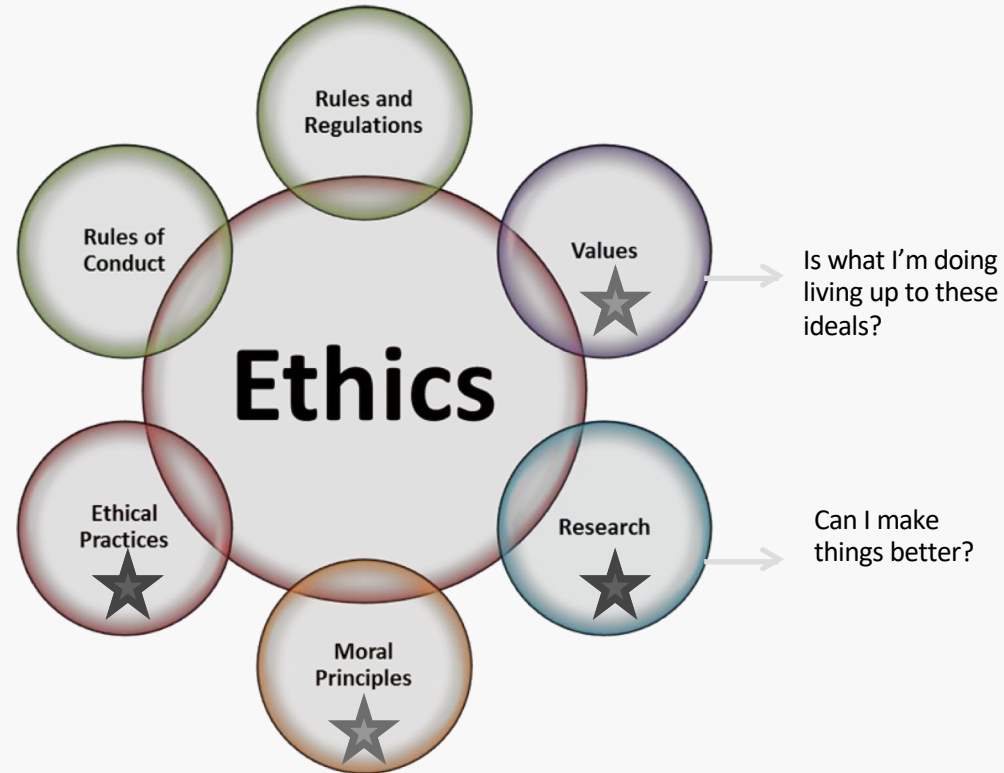 Rules and
Regulations
Rules of
Conduct
Values
Is what I’m doing
living up to these
ideals?
Ethics
Ethical
Practices
Research
Can I make
things better?
Moral
Principles